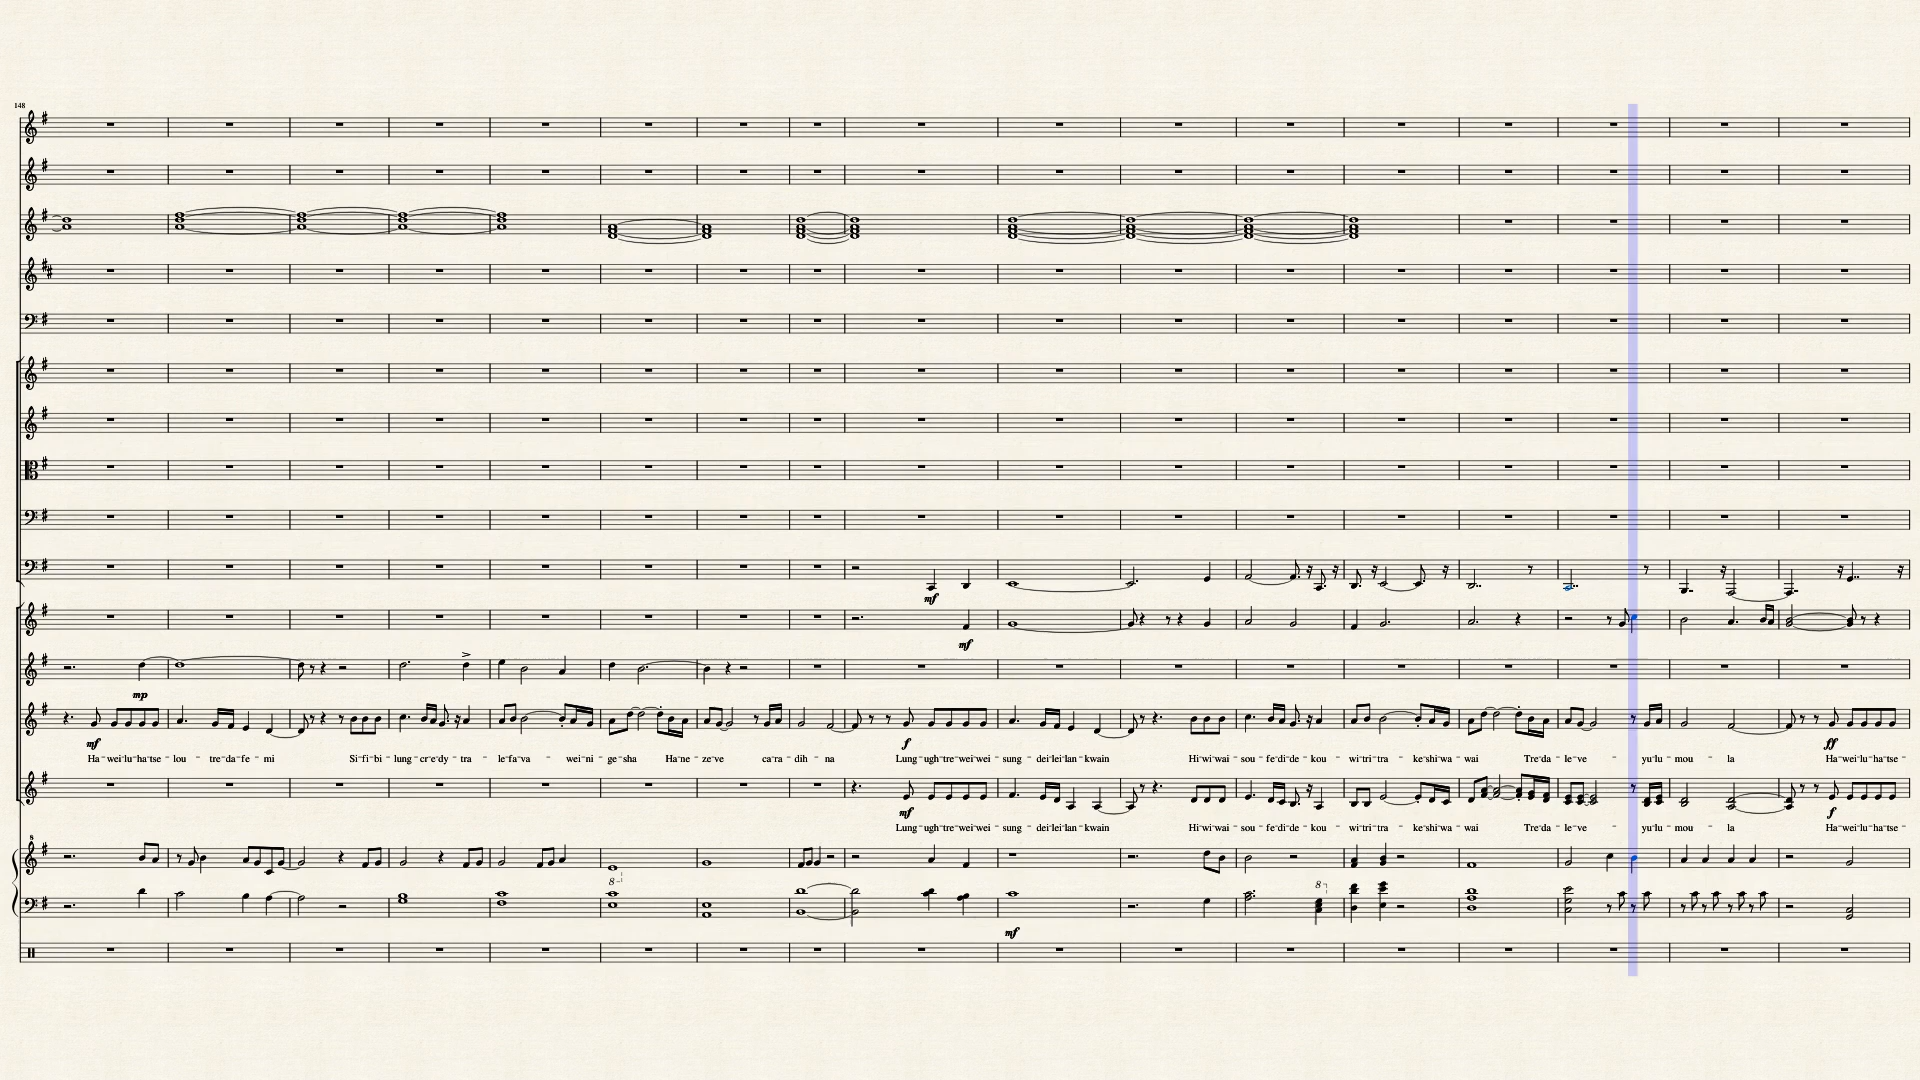 148
8
8
mf
mf
mp
mf f ff
Ha-wei-lu-ha-tse - lou - tre-da-fe - mi Si-fi-bi - lung - cr-e-dy - tra - le-fa-va - wei-ni - ge-sha Ha-ne - ze-ve ca-ra - dih - na Lung-ugh-tre-wei-wei - sung - dei-lei-lan - kwain Hi-wi-wai - sou - fe-di-de - kou - wi-tri-tra - ke-shi-wa - wai Tre-da - le-ve - yu-lu - mou - la Ha-wei-lu-ha-tse -
mf f
Lung-ugh-tre-wei-wei - sung - dei-lei-lan - kwain Hi-wi-wai - sou - fe-di-de - kou - wi-tri-tra - ke-shi-wa - wai Tre-da - le-ve - yu-lu - mou - la Ha-wei-lu-ha-tse -
8
mf